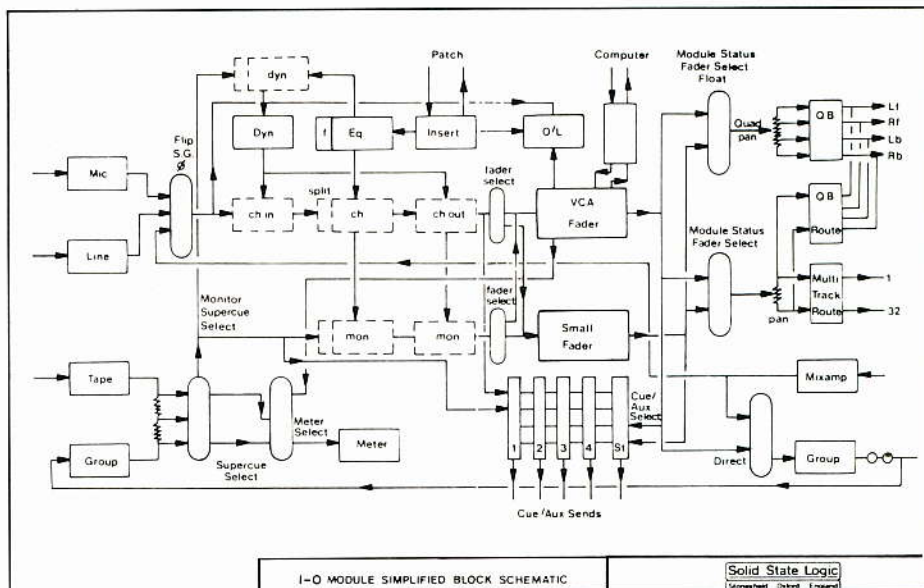 Patch
Computer
Module Status
Fader Select
Float
dyn
Dyn
f
Eq
Insert
O/L
Flip
S.G.
Ø
Mic
Line
split
ch in
ch
ch out
fader
select
VCA
Fader
Quad
pan
QB
Lf
Rf
Lb
Rb
QB
Route
Module Status
Fader Select
Multi
Track
Route
1
32
pan
Monitor
Supercue
Select
mon
mon
fader
select
Small
Fader
Mixamp
Tape
Group
Supercue
Select
Meter
Select
Meter
1
2
3
4
St
Cue/
Aux Select
Direct
Group
Cue/Aux Sends
I-O MODULE SIMPLIFIED BLOCK SCHEMATIC
Solid State Logic
Stonesfield Oxford England